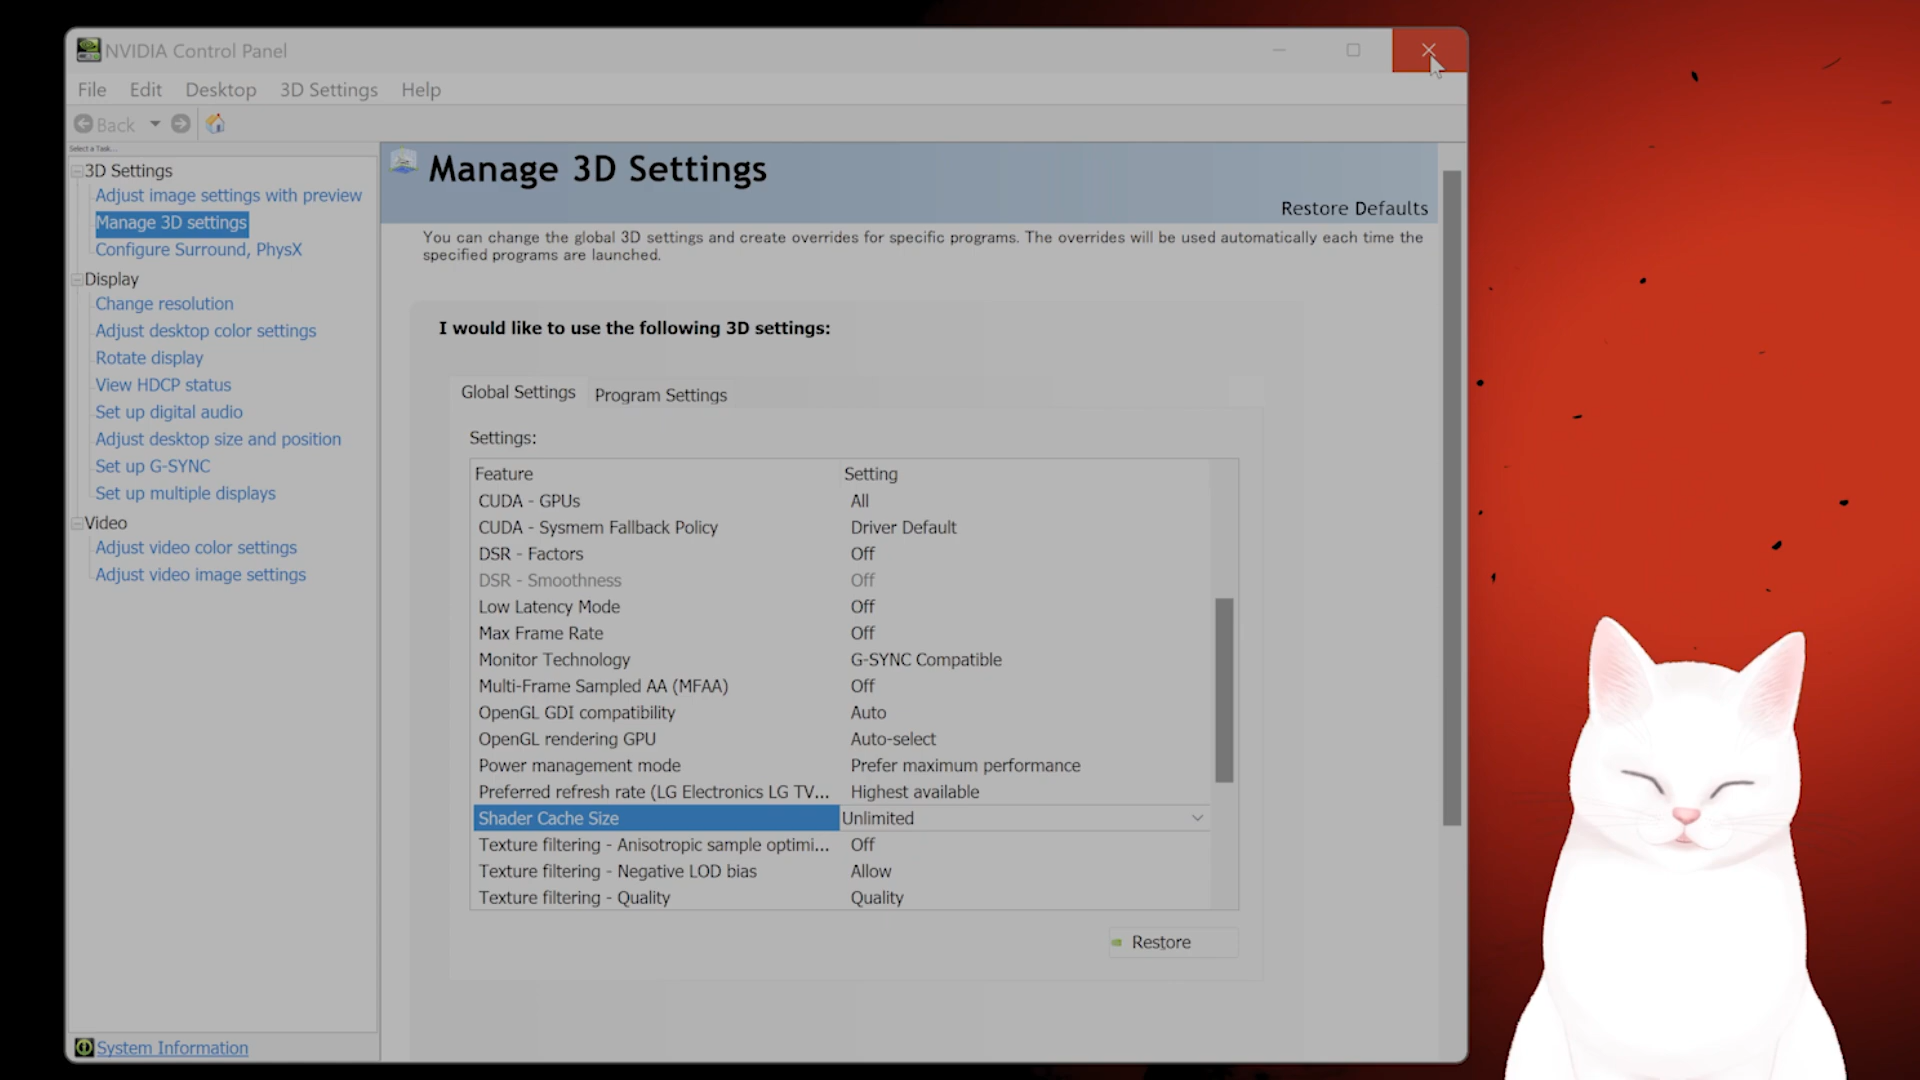 NVIDIA Control Panel
File Edit Desktop 3D Settings Help
Back
Select a Task...
3D Settings
Adjust image settings with preview
Manage 3D settings
Configure Surround, PhysX
Display
Change resolution
Adjust desktop color settings
Rotate display
View HDCP status
Set up digital audio
Adjust desktop size and position
Set up G-SYNC
Set up multiple displays
Video
Adjust video color settings
Adjust video image settings
System Information
Manage 3D Settings
Restore Defaults
You can change the global 3D settings and create overrides for specific programs. The overrides will be used automatically each time the
specified programs are launched.
I would like to use the following 3D settings:
Global Settings Program Settings
Settings:
Feature Setting
CUDA - GPUs All
CUDA - Sysmem Fallback Policy Driver Default
DSR - Factors Off
DSR - Smoothness Off
Low Latency Mode Off
Max Frame Rate Off
Monitor Technology G-SYNC Compatible
Multi-Frame Sampled AA (MFAA) Off
OpenGL GDI compatibility Auto
OpenGL rendering GPU Auto-select
Power management mode Prefer maximum performance
Preferred refresh rate (LG Electronics LG TV... Highest available
Shader Cache Size Unlimited
Texture filtering - Anisotropic sample optimi... Off
Texture filtering - Negative LOD bias Allow
Texture filtering - Quality Quality
Restore